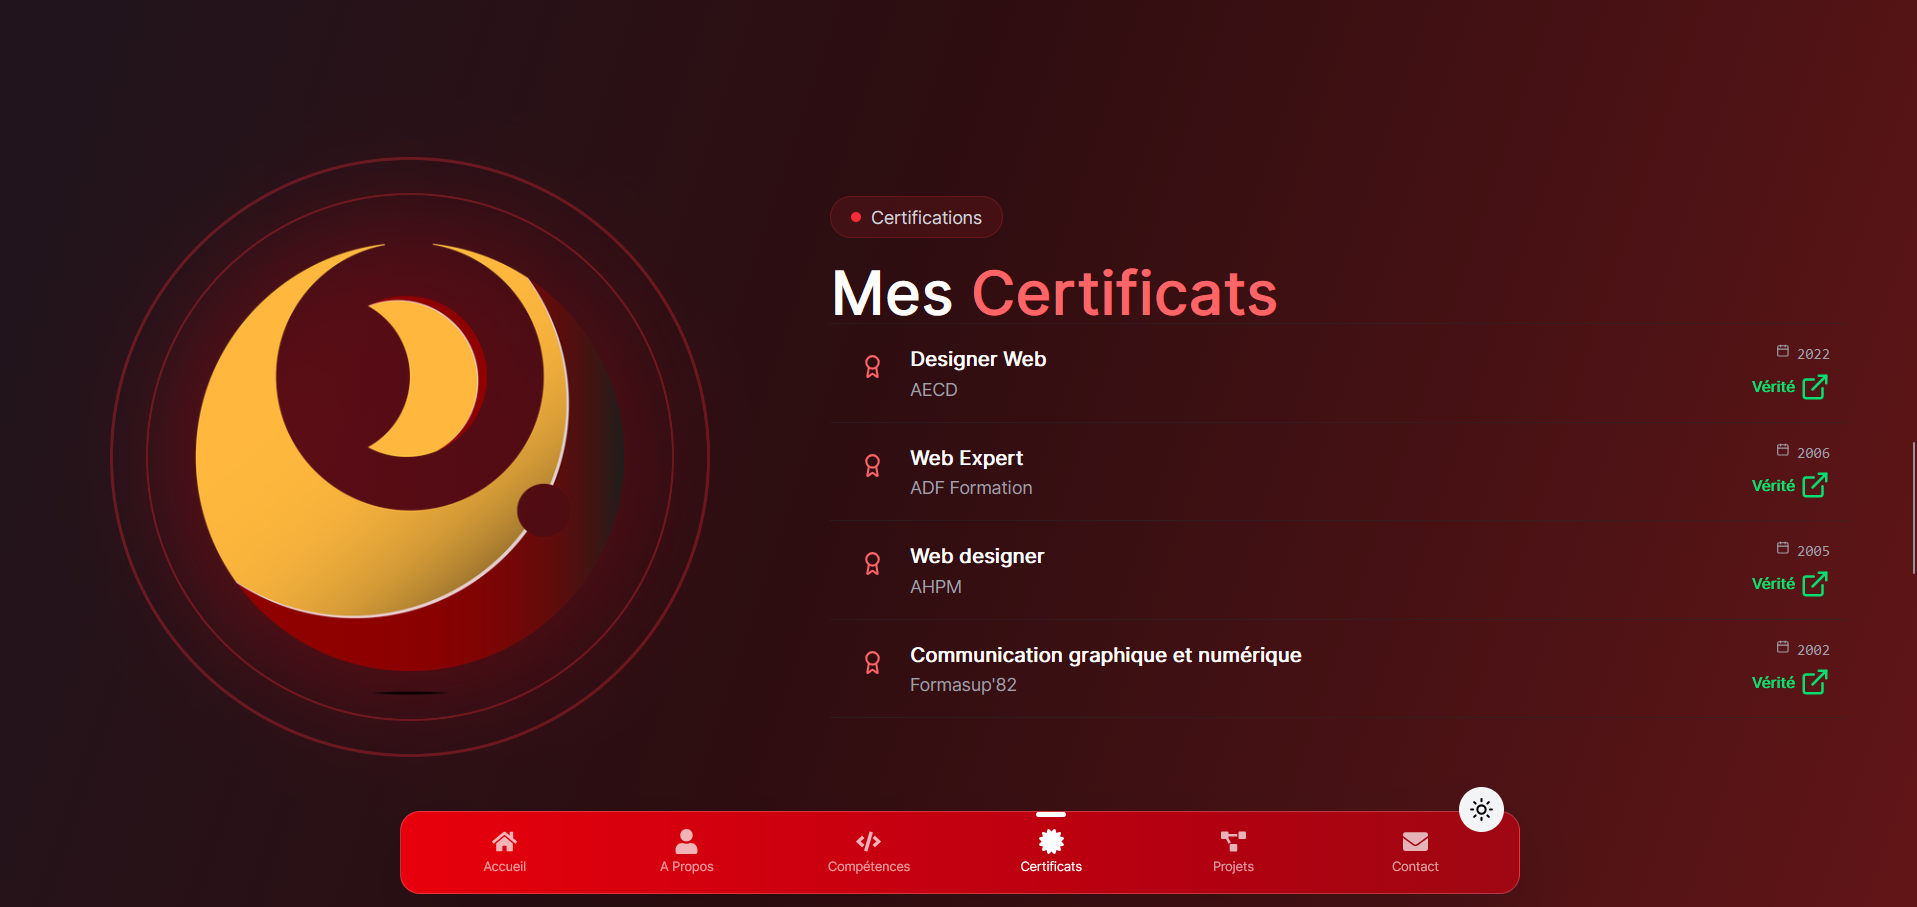 Certifications
Mes Certificats
Designer Web
AECD
2022
Vérité
Web Expert
ADF Formation
2006
Vérité
Web designer
AHPM
2005
Vérité
Communication graphique et numérique
Formasup'82
2002
Vérité
Accueil
A Propos
Compétences
Certificats
Projets
Contact